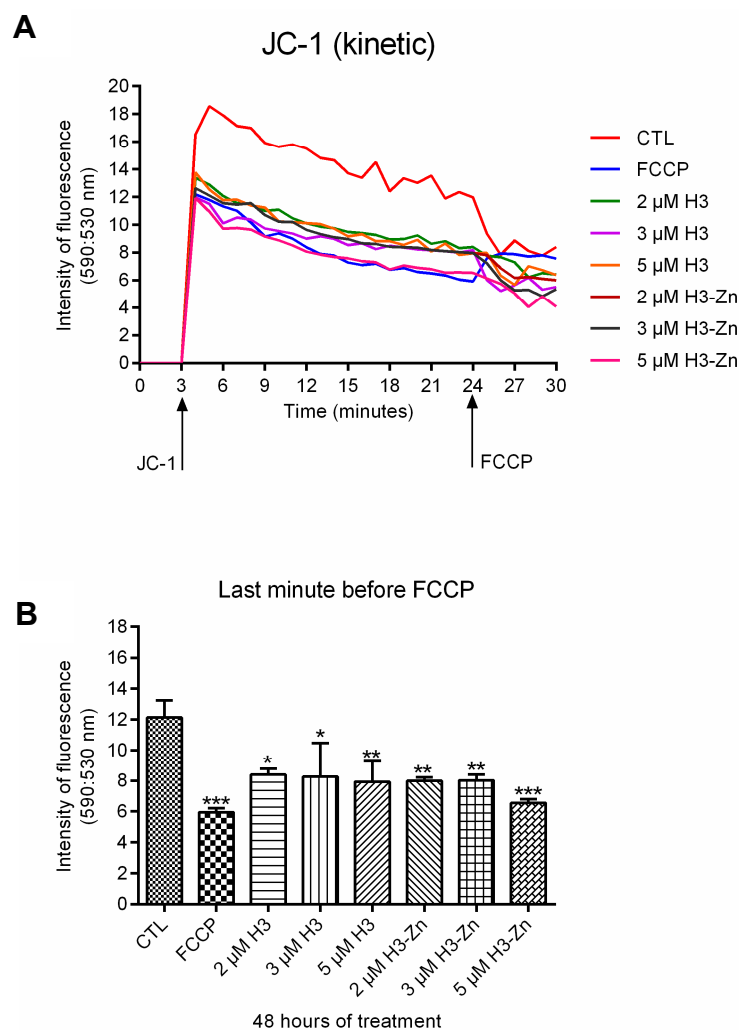 A
JC-1 (kinetic)
Intensity of fluorescence
(590:530 nm)
20
18
16
14
12
10
8
6
4
2
0
0 3 6 9 12 15 18 21 24 27 30
Time (minutes)
JC-1
FCCP
CTL
FCCP
2 µM H3
3 µM H3
5 µM H3
2 µM H3-Zn
3 µM H3-Zn
5 µM H3-Zn
B
Last minute before FCCP
Intensity of fluorescence
(590:530 nm)
18
16
14
12
10
8
6
4
2
0
***
*
*
**
**
**
***
CTL
FCCP
2 µM H3
3 µM H3
5 µM H3
2 µM H3-Zn
3 µM H3-Zn
5 µM H3-Zn
48 hours of treatment